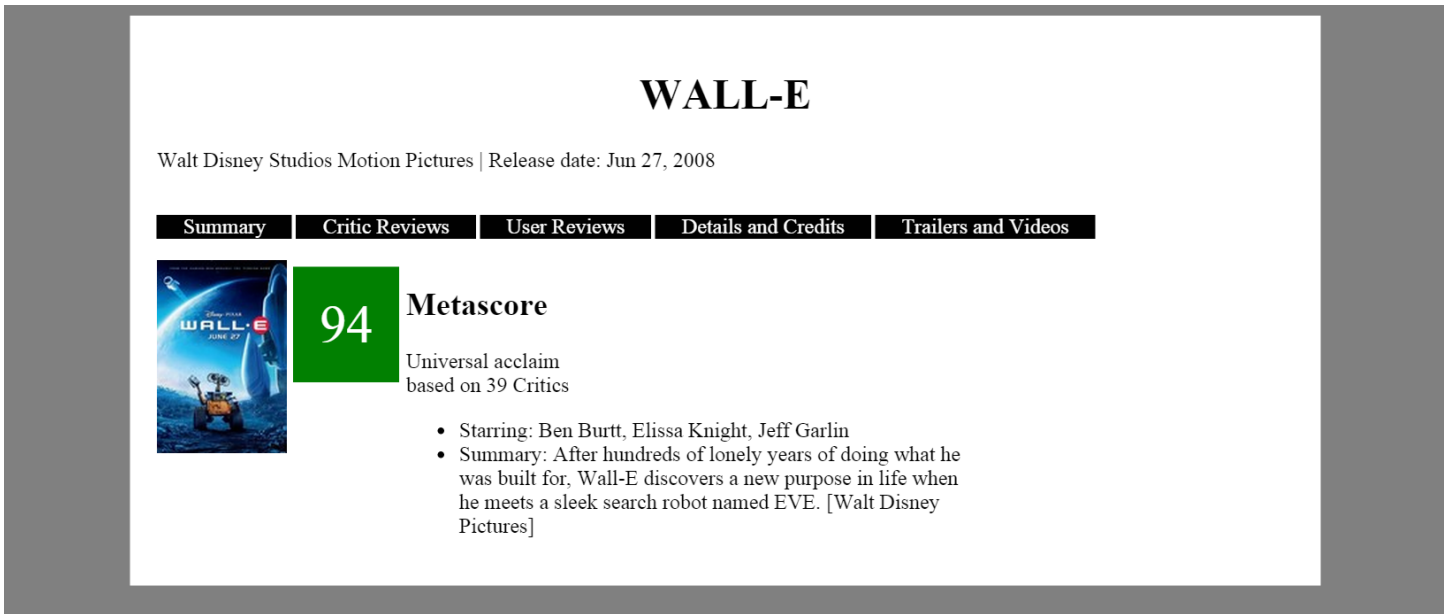 WALL-E
Walt Disney Studios Motion Pictures | Release date: Jun 27, 2008
Summary
Critic Reviews
User Reviews
Details and Credits
Trailers and Videos
Disney PIXAR
WALL·E
JUNE 27
94
Metascore
Universal acclaim
based on 39 Critics
• Starring: Ben Burtt, Elissa Knight, Jeff Garlin
• Summary: After hundreds of lonely years of doing what he
was built for, Wall-E discovers a new purpose in life when
he meets a sleek search robot named EVE. [Walt Disney
Pictures]